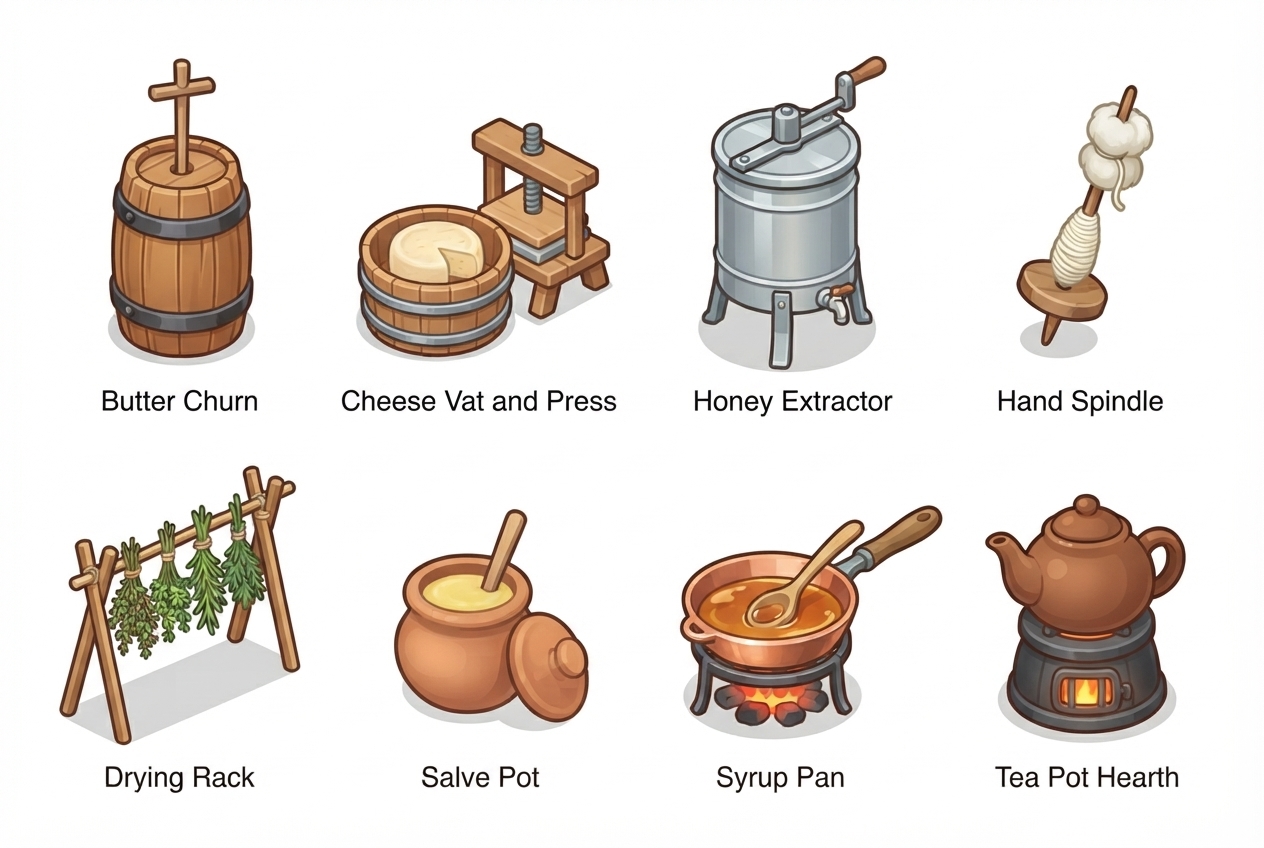 Butter Churn
Cheese Vat and Press
Honey Extractor
Hand Spindle
Drying Rack
Salve Pot
Syrup Pan
Tea Pot Hearth